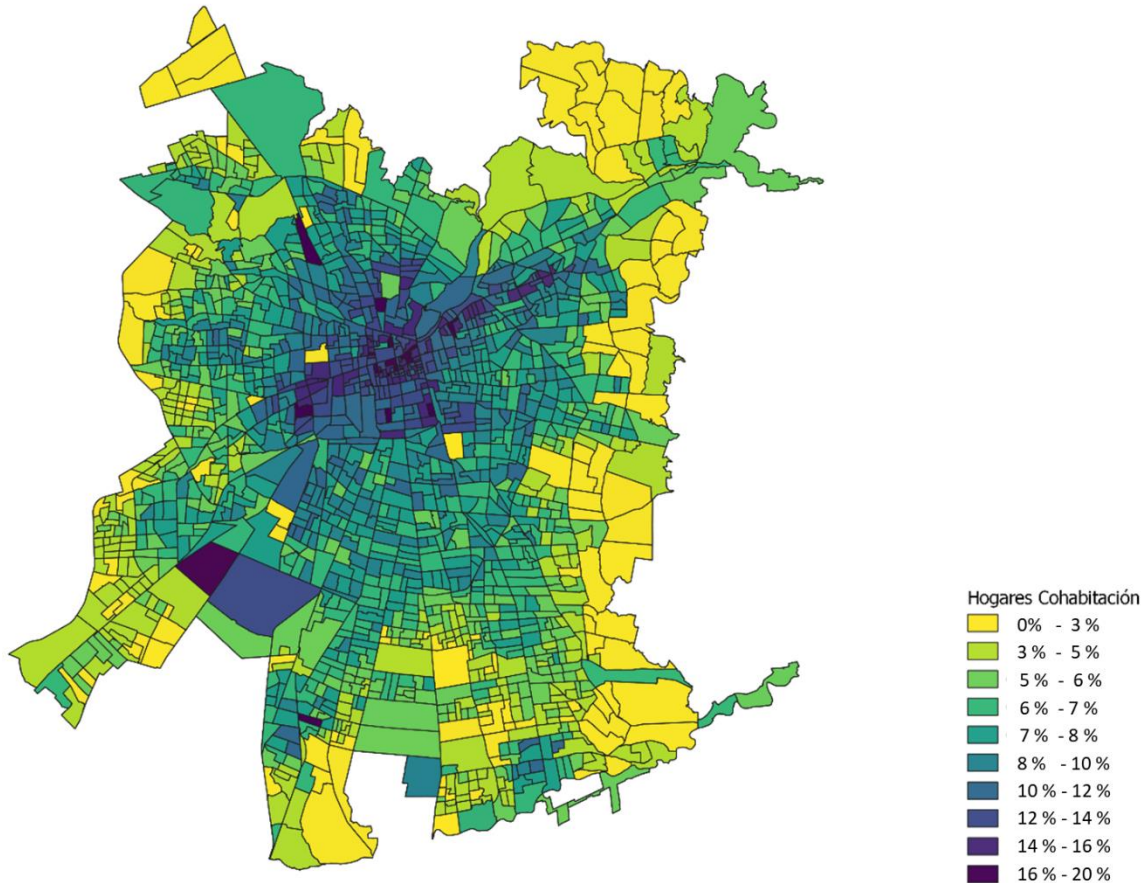 Hogares Cohabitación
0% - 3 %
3 % - 5 %
5 % - 6 %
6 % - 7 %
7 % - 8 %
8 % - 10 %
10 % - 12 %
12 % - 14 %
14 % - 16 %
16 % - 20 %